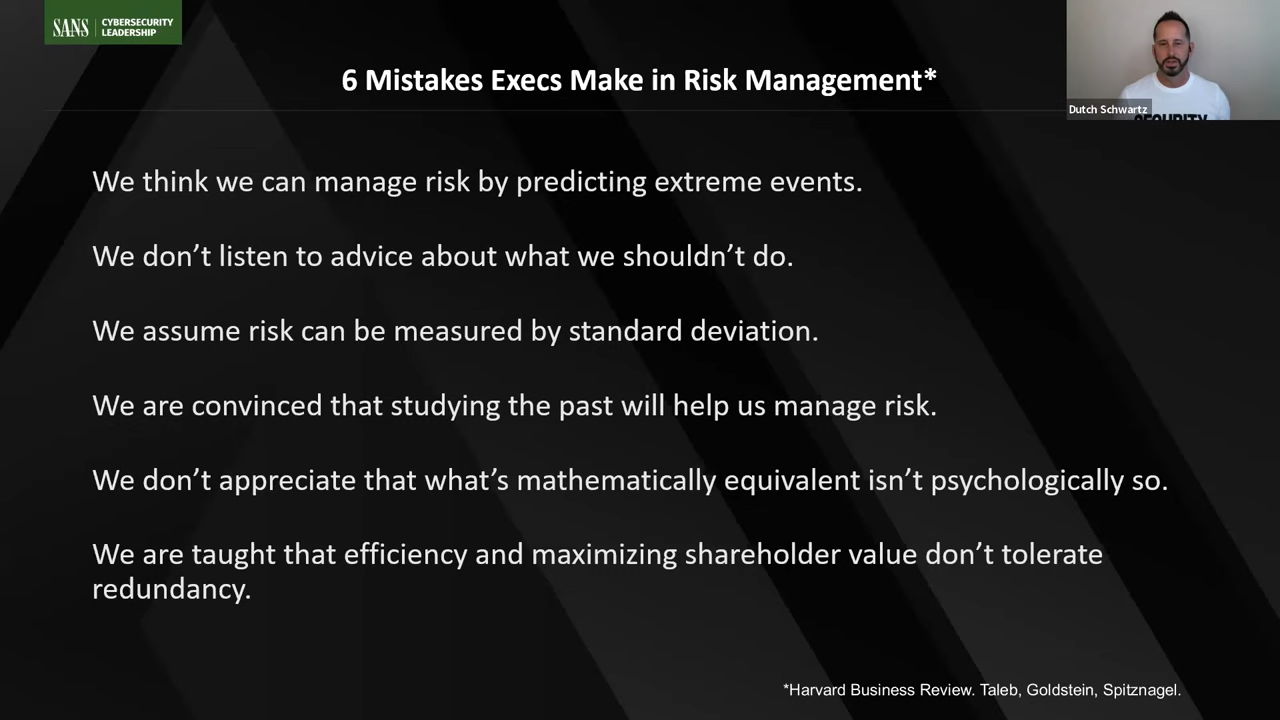 SANS
CYBERSECURITY
LEADERSHIP
6 Mistakes Execs Make in Risk Management*
Dutch Schwartz
SECURITY
We think we can manage risk by predicting extreme events.
We don’t listen to advice about what we shouldn’t do.
We assume risk can be measured by standard deviation.
We are convinced that studying the past will help us manage risk.
We don’t appreciate that what’s mathematically equivalent isn’t psychologically so.
We are taught that efficiency and maximizing shareholder value don’t tolerate
redundancy.
*Harvard Business Review. Taleb, Goldstein, Spitznagel.